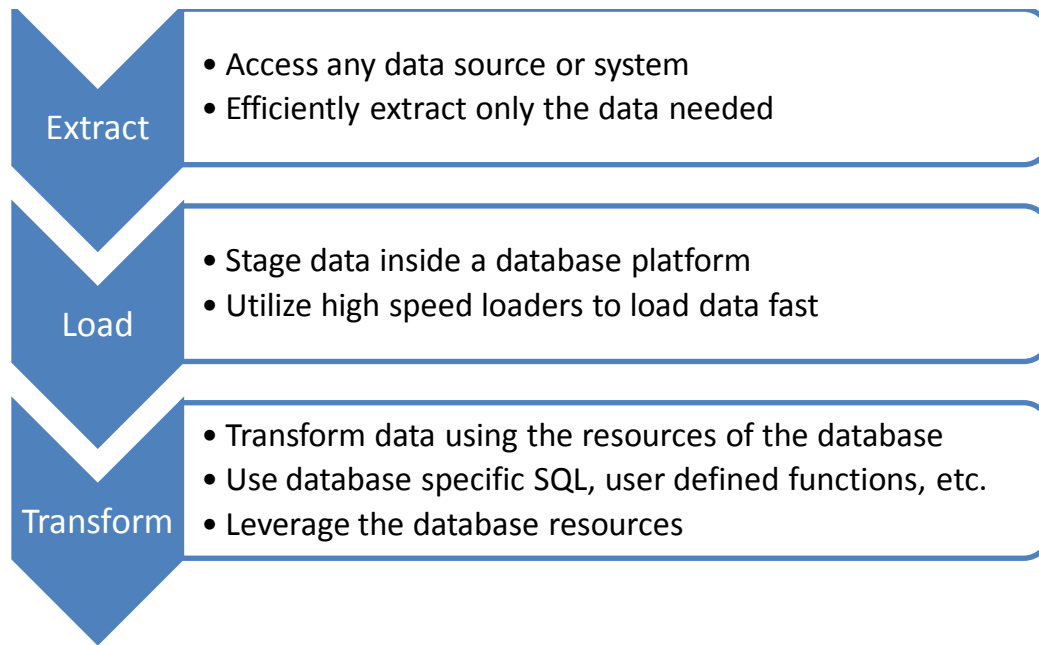 Extract
• Access any data source or system
• Efficiently extract only the data needed
Load
• Stage data inside a database platform
• Utilize high speed loaders to load data fast
Transform
• Transform data using the resources of the database
• Use database specific SQL, user defined functions, etc.
• Leverage the database resources